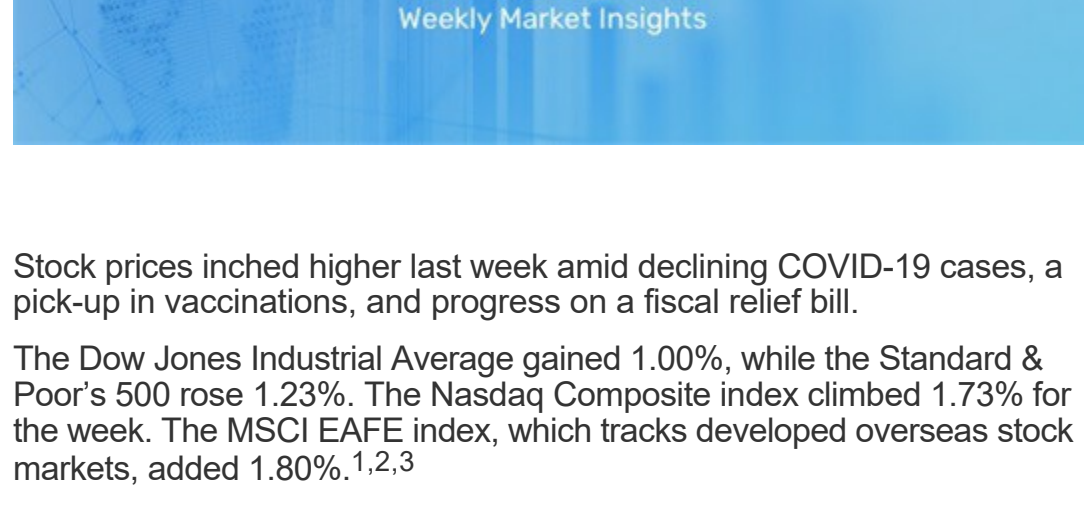 Weekly Market Insights
Stock prices inched higher last week amid declining COVID-19 cases, a
pick-up in vaccinations, and progress on a fiscal relief bill.
The Dow Jones Industrial Average gained 1.00%, while the Standard &
Poor’s 500 rose 1.23%. The Nasdaq Composite index climbed 1.73% for
the week. The MSCI EAFE index, which tracks developed overseas stock
markets, added 1.80%.1,2,3